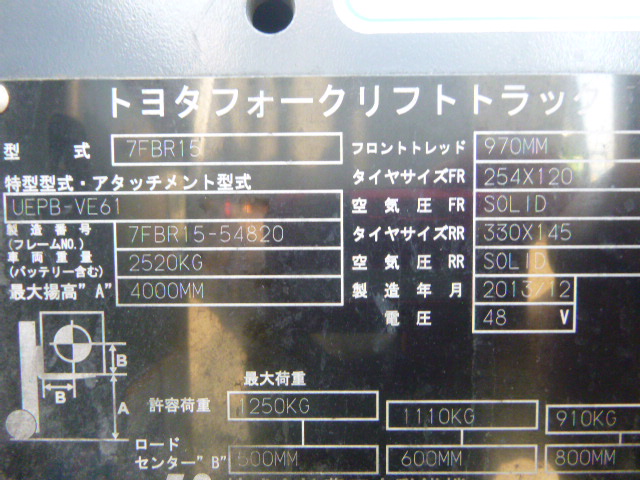 トヨタフォークリフトトラック
型式 7FBR15 フロントトレッド 970MM
特型型式・アタッチメント型式 タイヤサイズFR 254X120
UEPB-VE61 空気圧FR SOLID
製造番号(フレームNO.) 7FBR15-54820 タイヤサイズRR 330X145
車両重量(バッテリー含む) 2520KG 空気圧RR SOLID
最大揚高"A" 4000MM 製造年月 2013/12
電圧 48 V
B
B
A
最大荷重
許容荷重 1250KG 1110KG 910KG
ロードセンター"B" 500MM 600MM 800MM